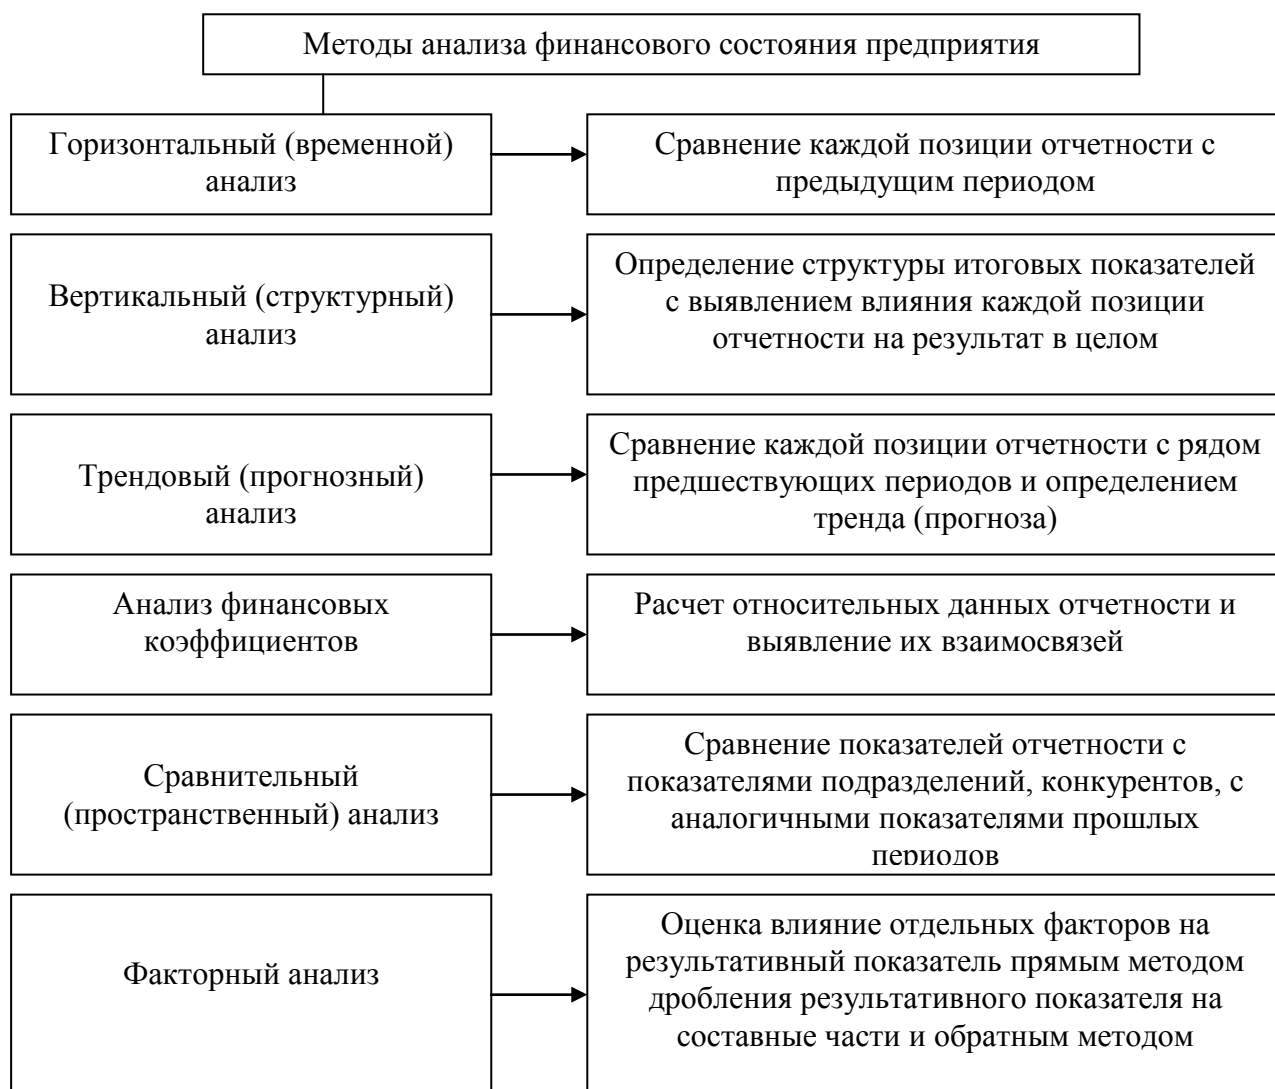 Методы анализа финансового состояния предприятия
Горизонтальный (временной)
анализ
Сравнение каждой позиции отчетности с
предыдущим периодом
Вертикальный (структурный)
анализ
Определение структуры итоговых показателей
с выявлением влияния каждой позиции
отчетности на результат в целом
Трендовый (прогнозный)
анализ
Сравнение каждой позиции отчетности с рядом
предшествующих периодов и определением
тренда (прогноза)
Анализ финансовых
коэффициентов
Расчет относительных данных отчетности и
выявление их взаимосвязей
Сравнительный
(пространственный) анализ
Сравнение показателей отчетности с
показателями подразделений, конкурентов, с
аналогичными показателями прошлых
периодов
Факторный анализ
Оценка влияние отдельных факторов на
результативный показатель прямым методом
дробления результативного показателя на
составные части и обратным методом